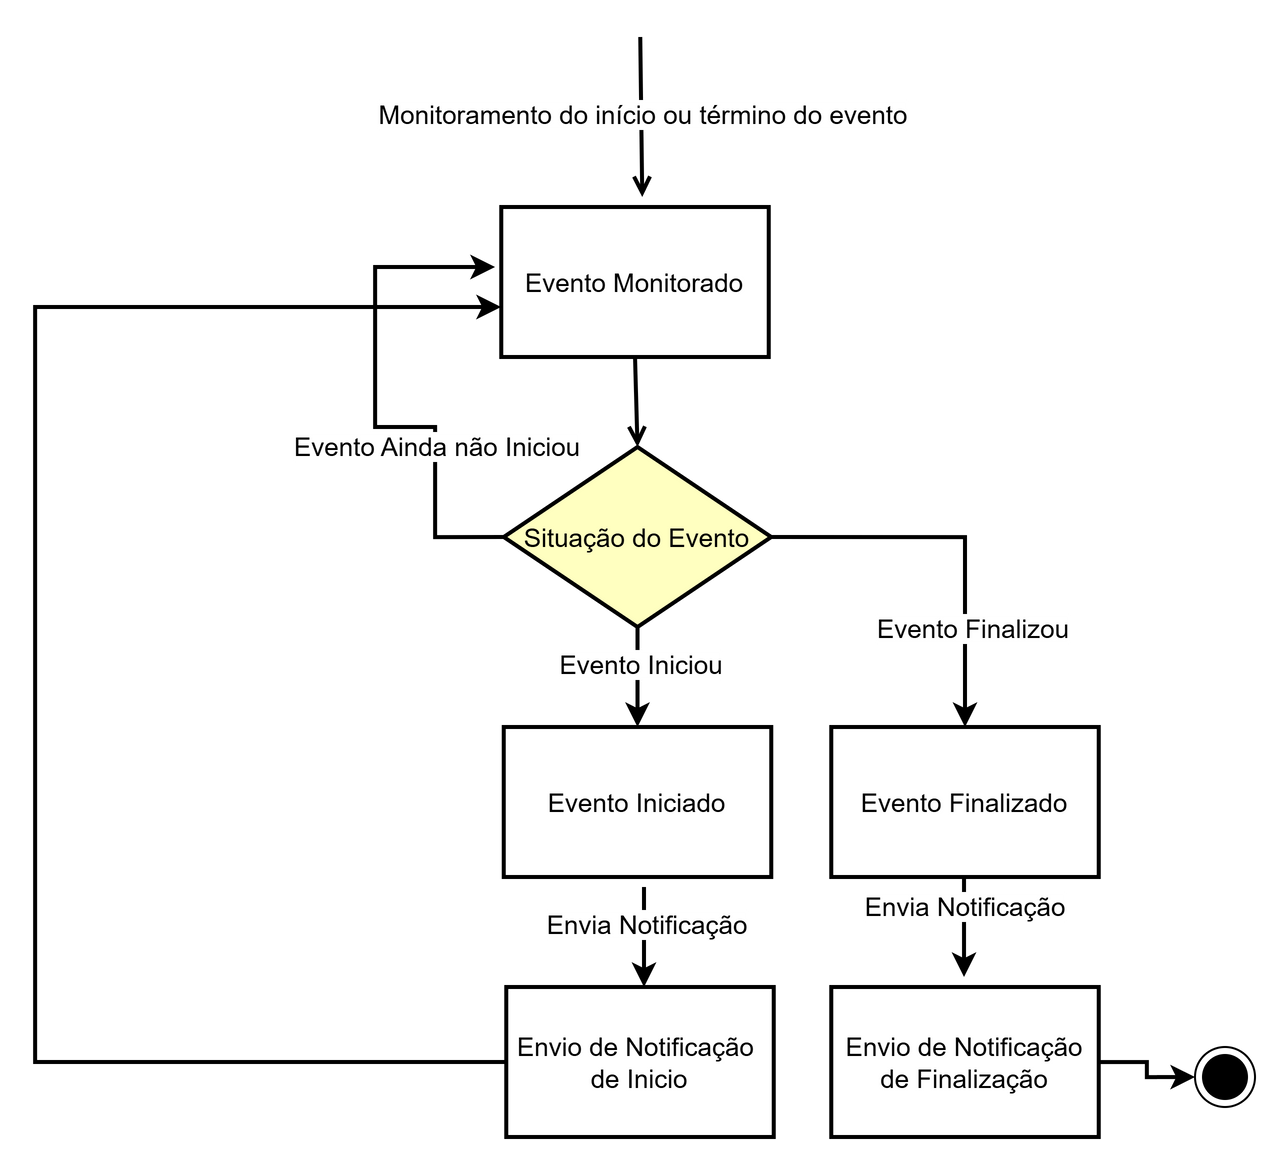 Monitoramento do início ou término do evento
Evento Monitorado
Evento Ainda não Iniciou
Situação do Evento
Evento Finalizou
Evento Iniciou
Evento Iniciado
Evento Finalizado
Envia Notificação
Envia Notificação
Envio de Notificação
de Inicio
Envio de Notificação
de Finalização